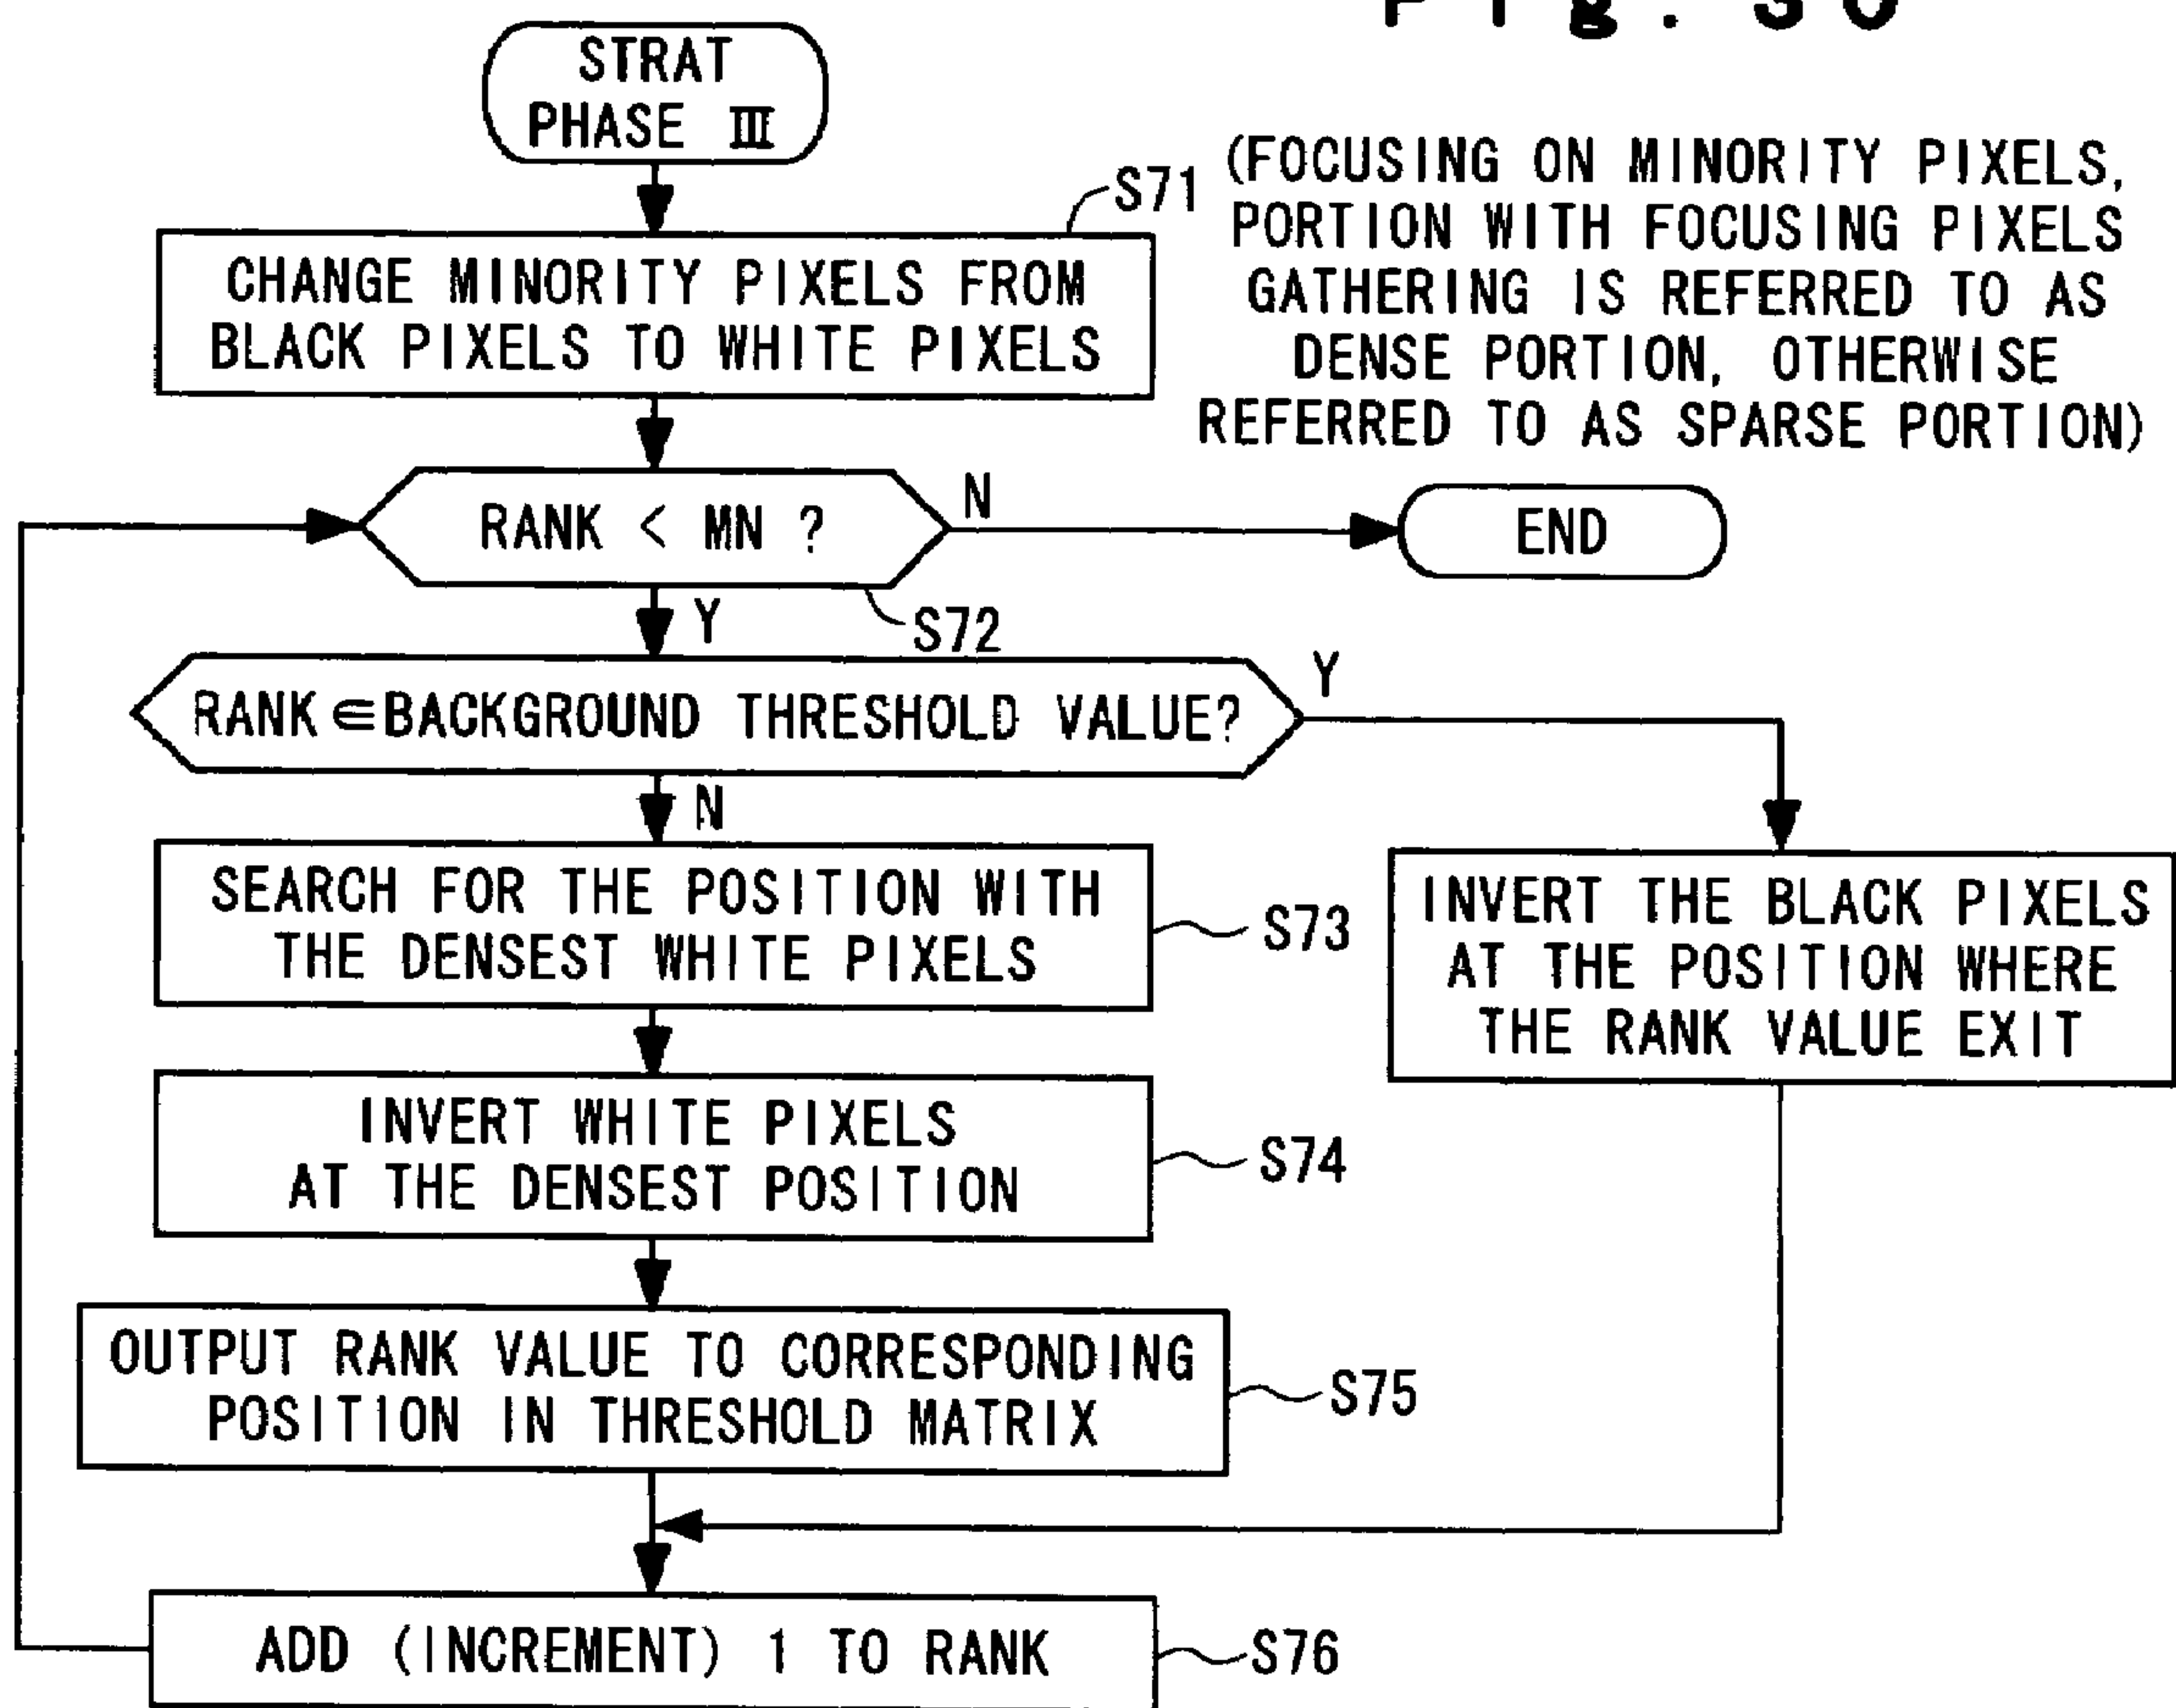 Fig. 30
STRAT
PHASE III
S71
(FOCUSING ON MINORITY PIXELS,
PORTION WITH FOCUSING PIXELS
GATHERING IS REFERRED TO AS
DENSE PORTION, OTHERWISE
REFERRED TO AS SPARSE PORTION)
CHANGE MINORITY PIXELS FROM
BLACK PIXELS TO WHITE PIXELS
RANK < MN ?
N
END
Y
S72
RANK∈BACKGROUND THRESHOLD VALUE?
Y
N
SEARCH FOR THE POSITION WITH
THE DENSEST WHITE PIXELS
S73
INVERT THE BLACK PIXELS
AT THE POSITION WHERE
THE RANK VALUE EXIT
INVERT WHITE PIXELS
AT THE DENSEST POSITION
S74
OUTPUT RANK VALUE TO CORRESPONDING
POSITION IN THRESHOLD MATRIX
S75
ADD (INCREMENT) 1 TO RANK
S76